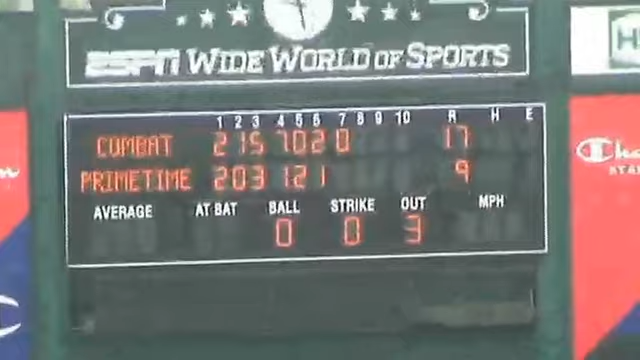 ESPN WIDE WORLD OF SPORTS
1 2 3 4 5 6 7 8 9 10 R H E
COMBAT 2 1 5 7 0 2 0 17
PRIMETIME 2 0 3 1 2 1 9
AVERAGE AT BAT BALL STRIKE OUT MPH
0 0 3